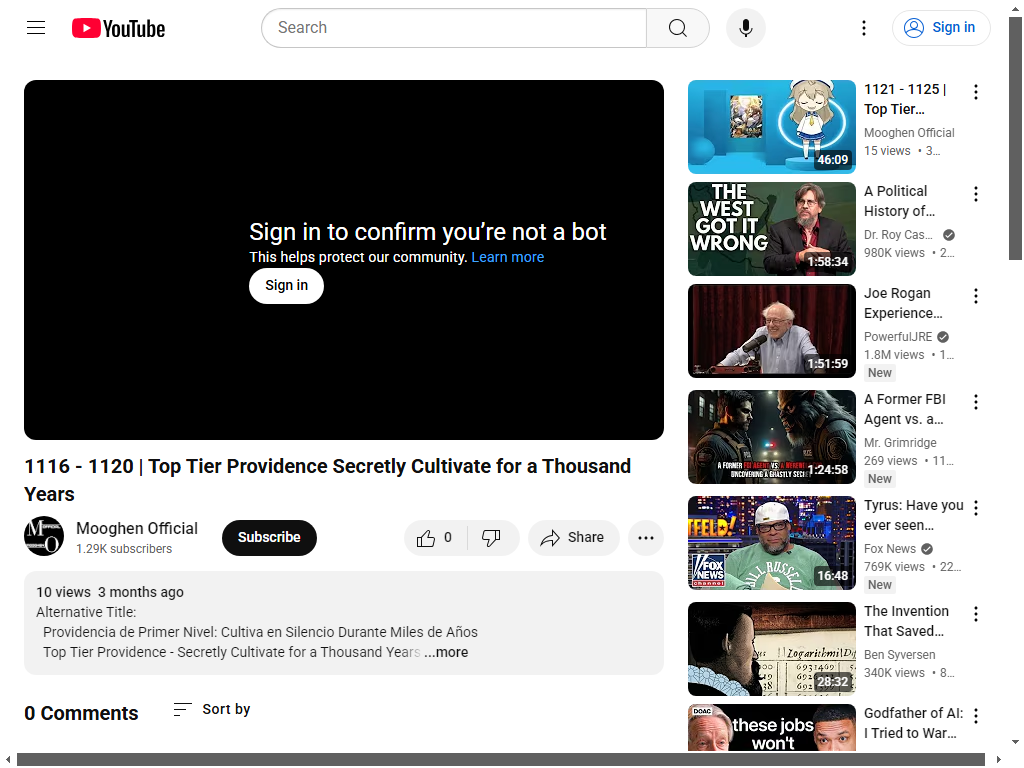 YouTube
Search
Sign in
Sign in to confirm you're not a bot
This helps protect our community. Learn more
Sign in
1116 - 1120 | Top Tier Providence Secretly Cultivate for a Thousand
Years
Mooghen Official
1.29K subscribers
Subscribe
0
Share
10 views 3 months ago
Alternative Title:
Providencia de Primer Nivel: Cultiva en Silencio Durante Miles de Años
Top Tier Providence - Secretly Cultivate for a Thousand Years ...more
0 Comments
Sort by
46:09
1121 - 1125 |
Top Tier…
Mooghen Official
15 views • 3…
THE
WEST
GOT IT
WRONG
1:58:34
A Political
History of…
Dr. Roy Cas…
980K views • 2…
1:51:59
Joe Rogan
Experience…
PowerfulJRE
1.8M views • 1…
New
1:24:58
A Former FBI
Agent vs. a…
Mr. Grimridge
269 views • 11…
New
FOX
NEWS
channel
16:48
Tyrus: Have you
ever seen…
Fox News
769K views • 22…
New
28:32
The Invention
That Saved…
Ben Syversen
340K views • 8…
DOAC
these jobs
won't
Godfather of AI:
I Tried to War…